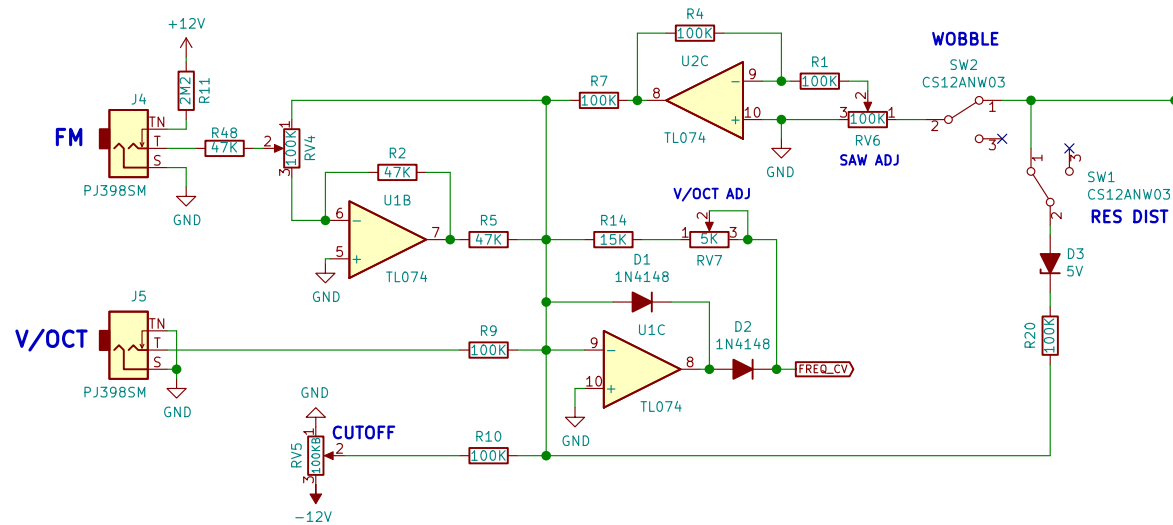 R4
100K
WOBBLE
SW2
CS12ANW03
+12V
2M2
R11
U2C
R1
100K
9
8
10
TL074
R7
100K
2
3
100K
1
RV6
SAW ADJ
GND
2
1
3
J4
TN
T
S
FM
PJ398SM
GND
R48
47K
1
2
100K
3
RV4
R2
47K
U1B
6
7
5
TL074
GND
R5
47K
V/OCT ADJ
R14
15K
2
1
5K
3
RV7
1
3
2
SW1
CS12ANW03
RES DIST
D3
5V
R20
100K
J5
TN
T
S
V/OCT
PJ398SM
GND
R9
100K
D1
1N4148
U1C
9
8
10
TL074
GND
D2
1N4148
FREQ_CV
GND
1
RV5
100KB
2
3
CUTOFF
-12V
R10
100K